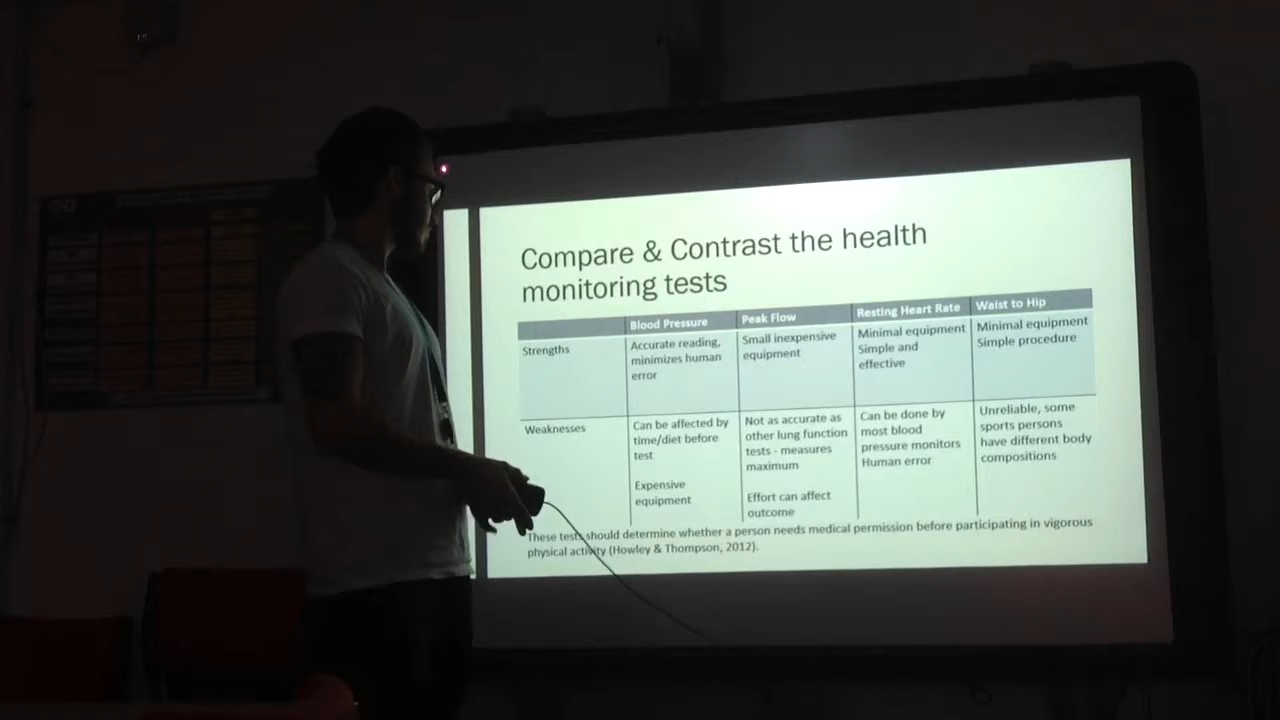 Compare & Contrast the health
monitoring tests
Blood Pressure
Peak Flow
Resting Heart Rate
Waist to Hip
Strengths
Accurate reading,
minimizes human
error
Small inexpensive
equipment
Minimal equipment
Simple and
effective
Minimal equipment
Simple procedure
Weaknesses
Can be affected by
time/diet before
test
Expensive
equipment
Not as accurate as
other lung function
tests - measures
maximum
Effort can affect
outcome
Can be done by
most blood
pressure monitors
Human error
Unreliable, some
sports persons
have different body
compositions
These tests should determine whether a person needs medical permission before participating in vigorous
physical activity (Howley & Thompson, 2012).